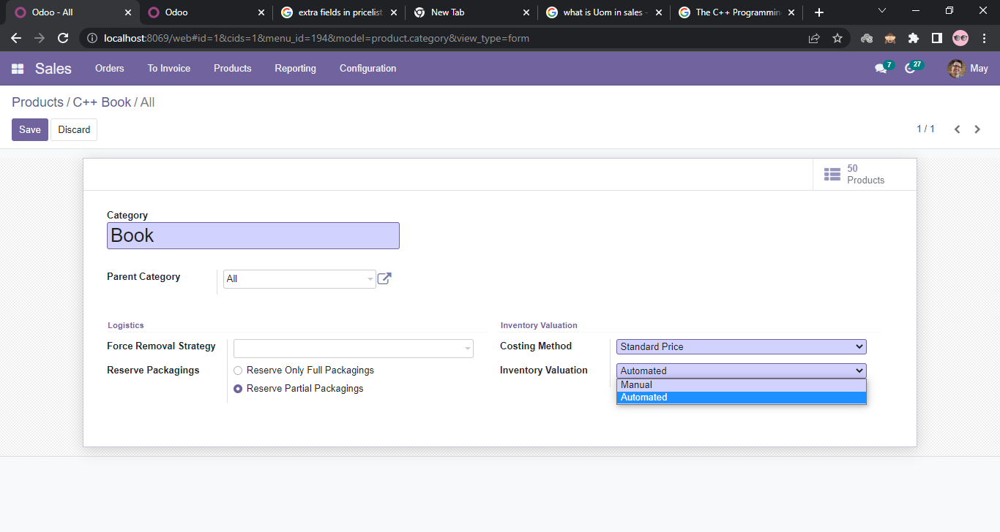 Odoo - All
Odoo
extra fields in pricelist
New Tab
what is Uom in sales -
The C++ Programmin
localhost:8069/web#id=1&cids=1&menu_id=194&model=product.category&view_type=form
Sales Orders To Invoice Products Reporting Configuration 7 27 May
Products / C++ Book / All
Save Discard 1 / 1
50
Products
Category
Book
Parent Category All
Logistics Inventory Valuation
Force Removal Strategy Costing Method Standard Price
Reserve Packagings Reserve Only Full Packagings Inventory Valuation Automated
Manual
Reserve Partial Packagings
Automated